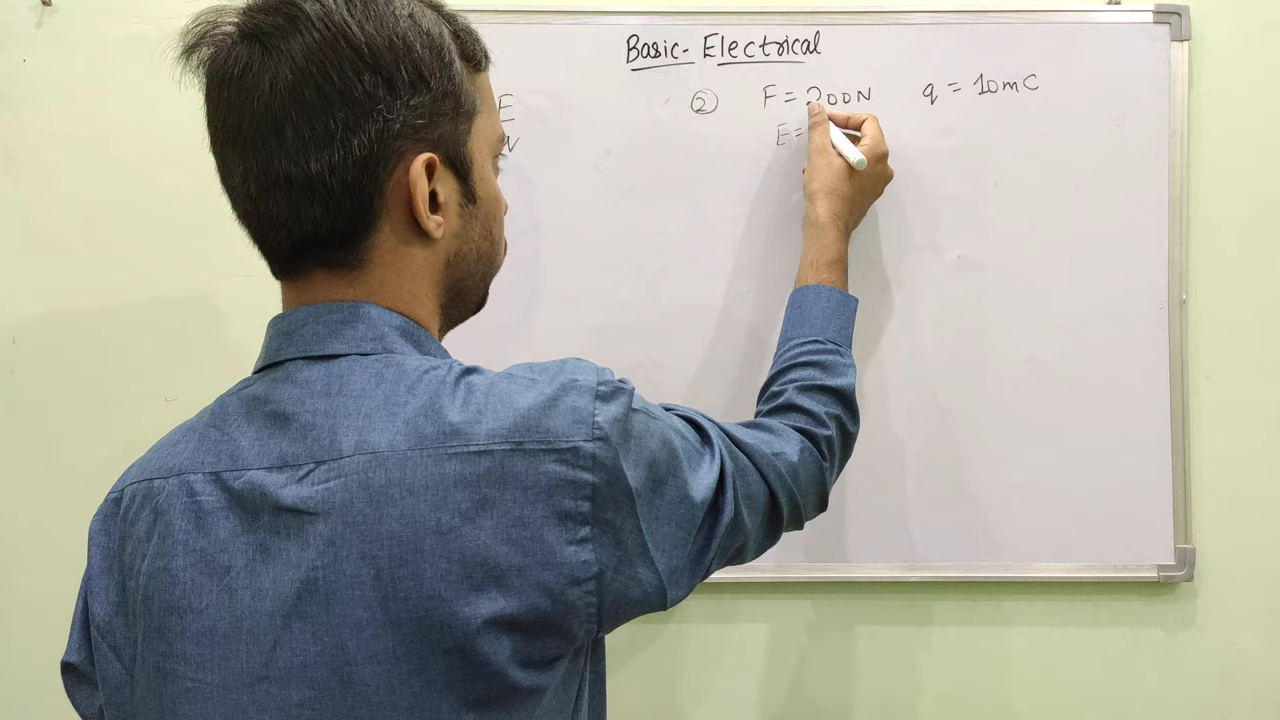 Basic- Electrical
E
② F = 200N q = 10mC
E=